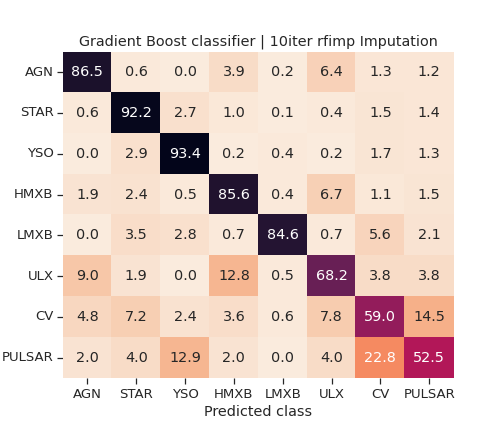 Gradient Boost classifier | 10iter rfimp Imputation
AGN 86.5 0.6 0.0 3.9 0.2 6.4 1.3 1.2
STAR 0.6 92.2 2.7 1.0 0.1 0.4 1.5 1.4
YSO 0.0 2.9 93.4 0.2 0.4 0.2 1.7 1.3
HMXB 1.9 2.4 0.5 85.6 0.4 6.7 1.1 1.5
LMXB 0.0 3.5 2.8 0.7 84.6 0.7 5.6 2.1
ULX 9.0 1.9 0.0 12.8 0.5 68.2 3.8 3.8
CV 4.8 7.2 2.4 3.6 0.6 7.8 59.0 14.5
PULSAR 2.0 4.0 12.9 2.0 0.0 4.0 22.8 52.5
AGN STAR YSO HMXB LMXB ULX CV PULSAR
Predicted class